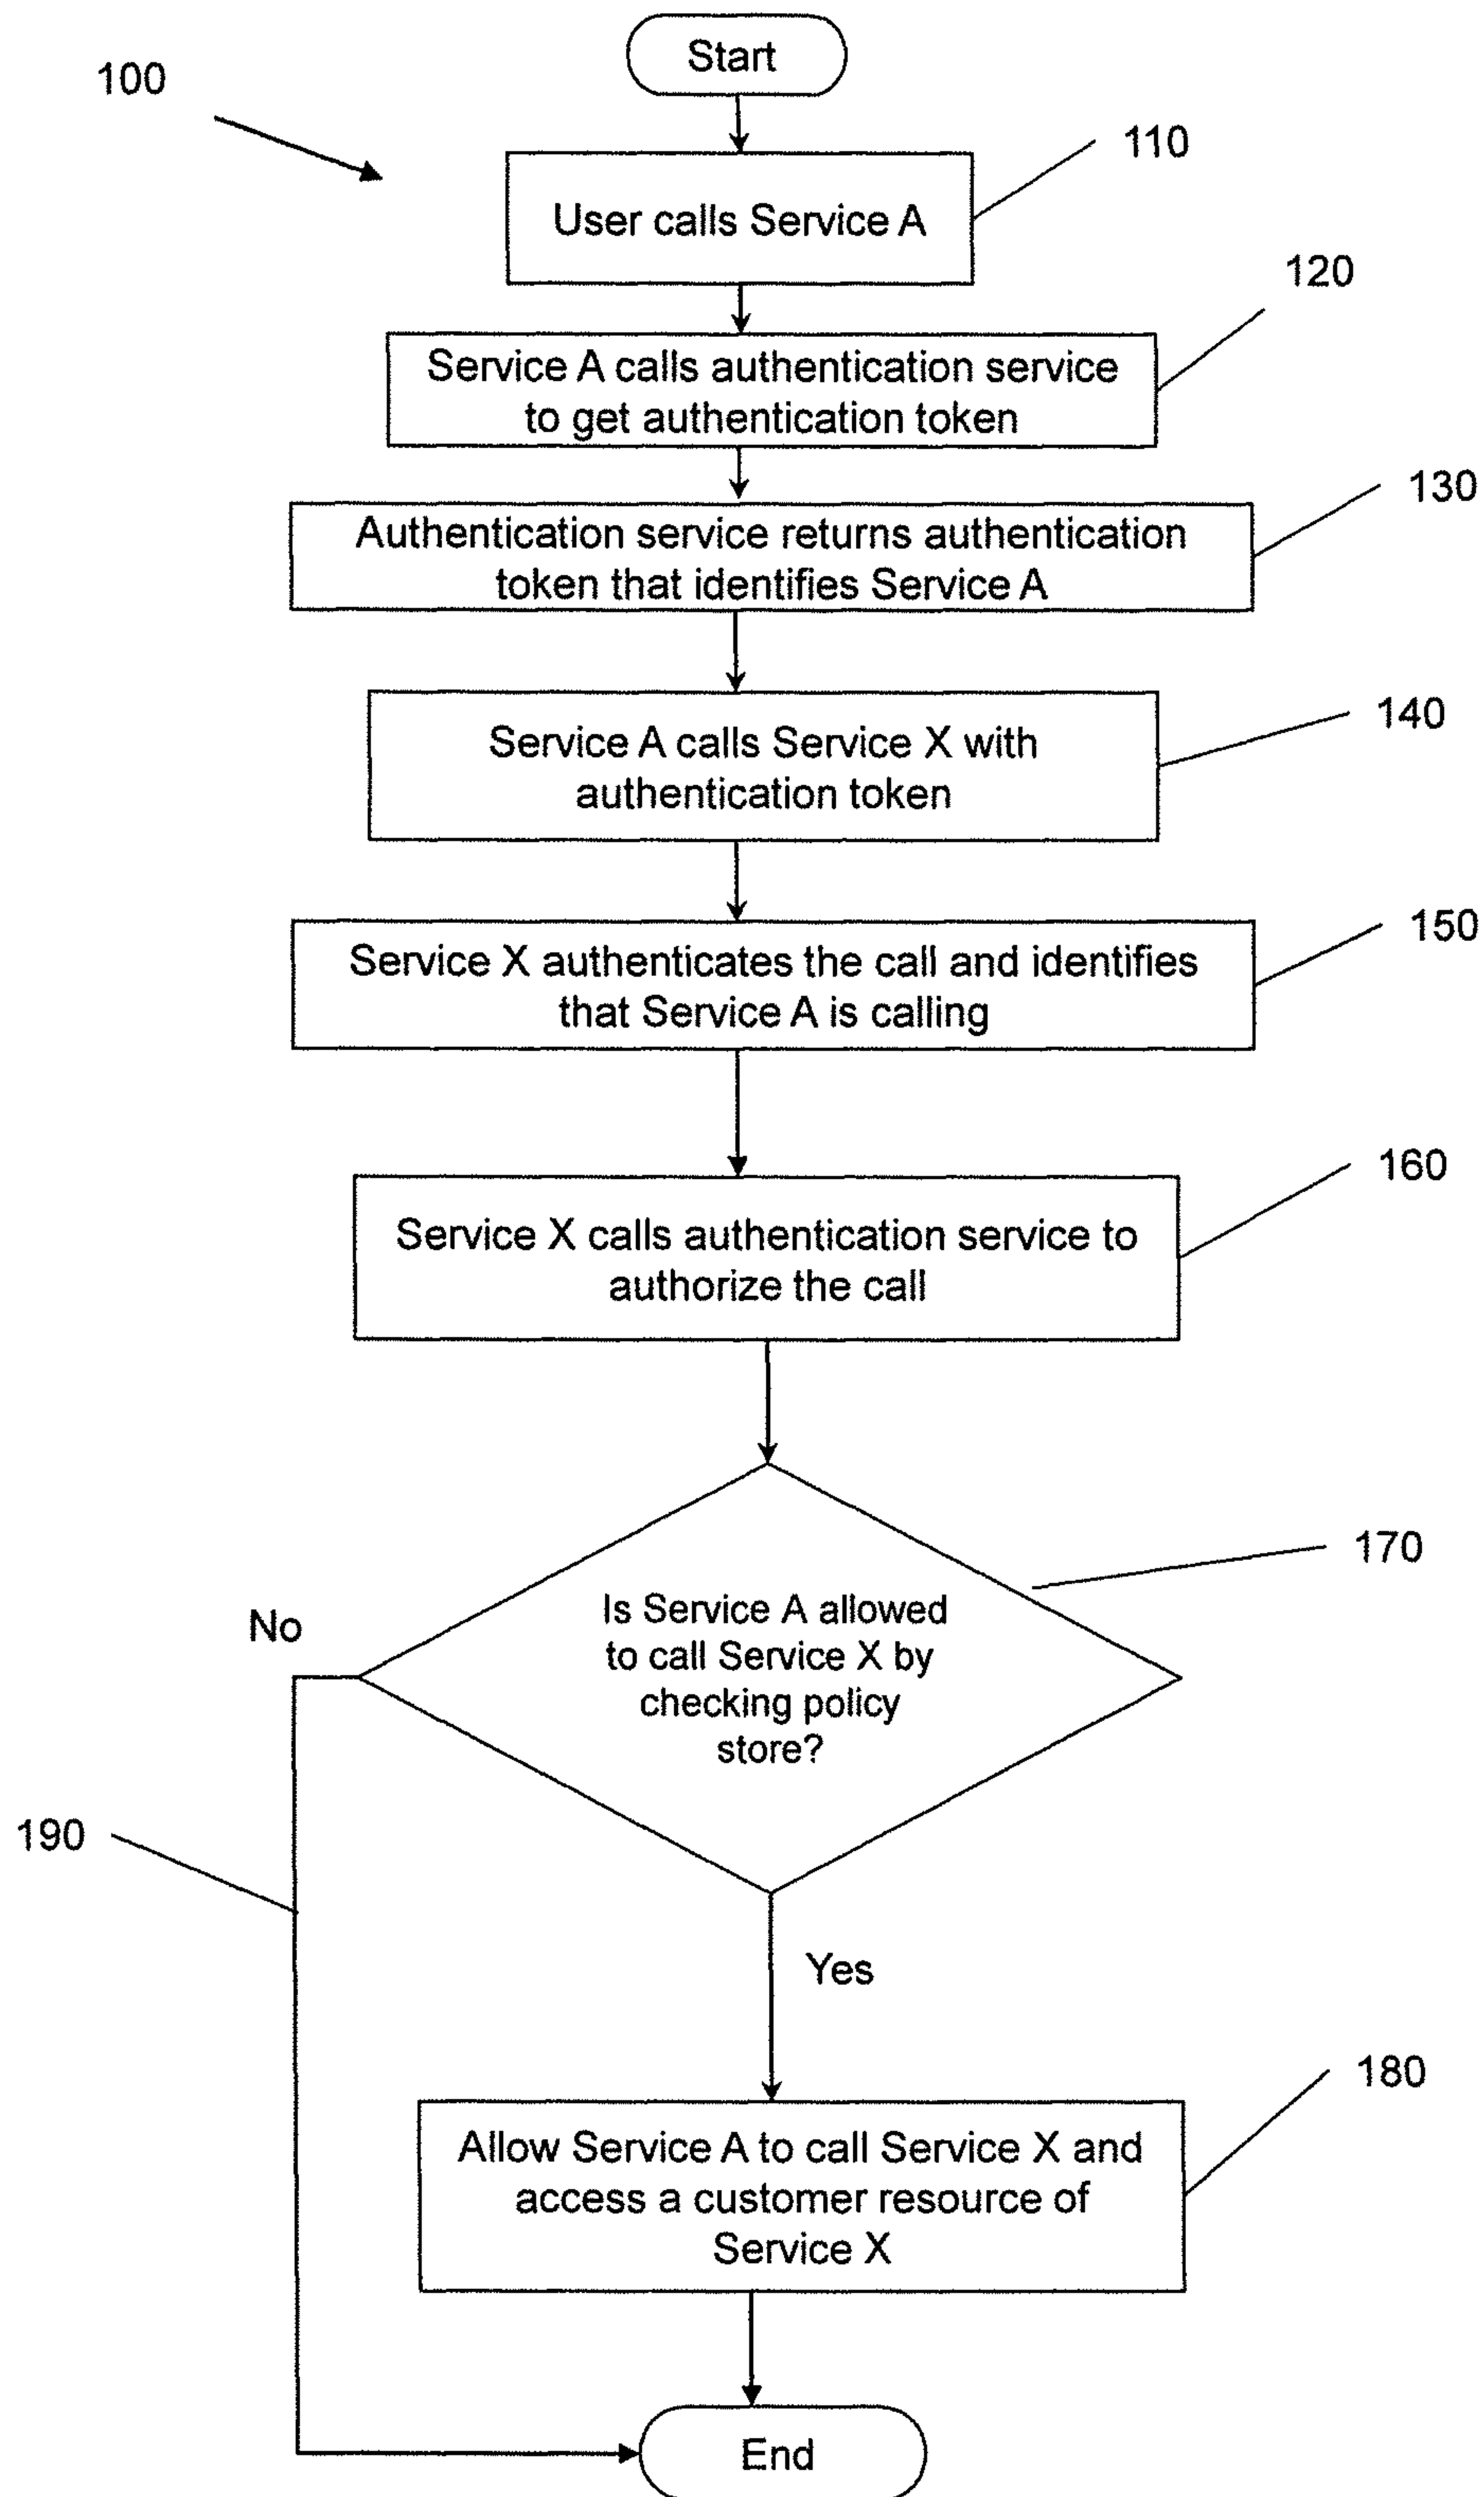 Start
100
110
User calls Service A
120
Service A calls authentication service
to get authentication token
130
Authentication service returns authentication
token that identifies Service A
140
Service A calls Service X with
authentication token
150
Service X authenticates the call and identifies
that Service A is calling
160
Service X calls authentication service to
authorize the call
170
Is Service A allowed
to call Service X by
checking policy
store?
No
190
Yes
180
Allow Service A to call Service X and
access a customer resource of
Service X
End